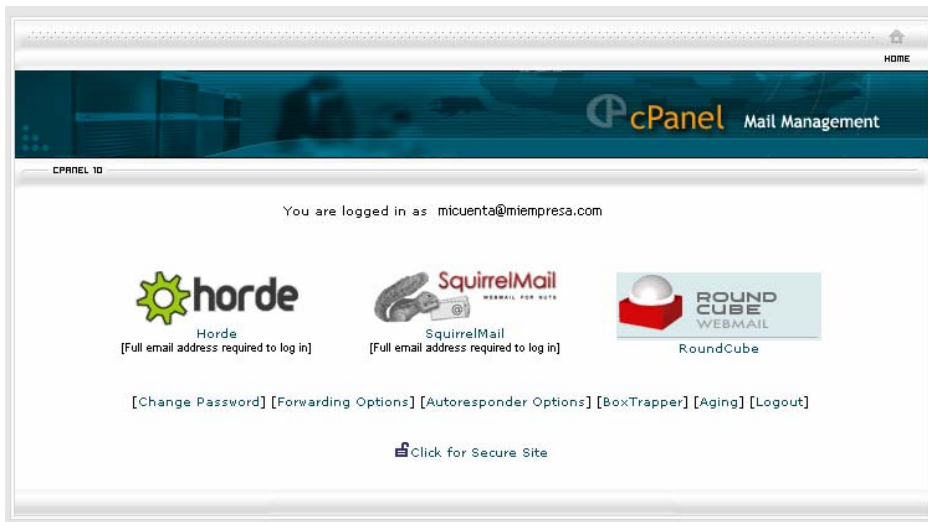 HOME
cPanel Mail Management
CPANEL 10
You are logged in as micuenta@miempresa.com
horde
SquirrelMail
WEBMAIL FOR NUTS
ROUND
CUBE
WEBMAIL
Horde
[Full email address required to log in]
SquirrelMail
[Full email address required to log in]
RoundCube
[Change Password] [Forwarding Options] [Autoresponder Options] [BoxTrapper] [Aging] [Logout]
Click for Secure Site